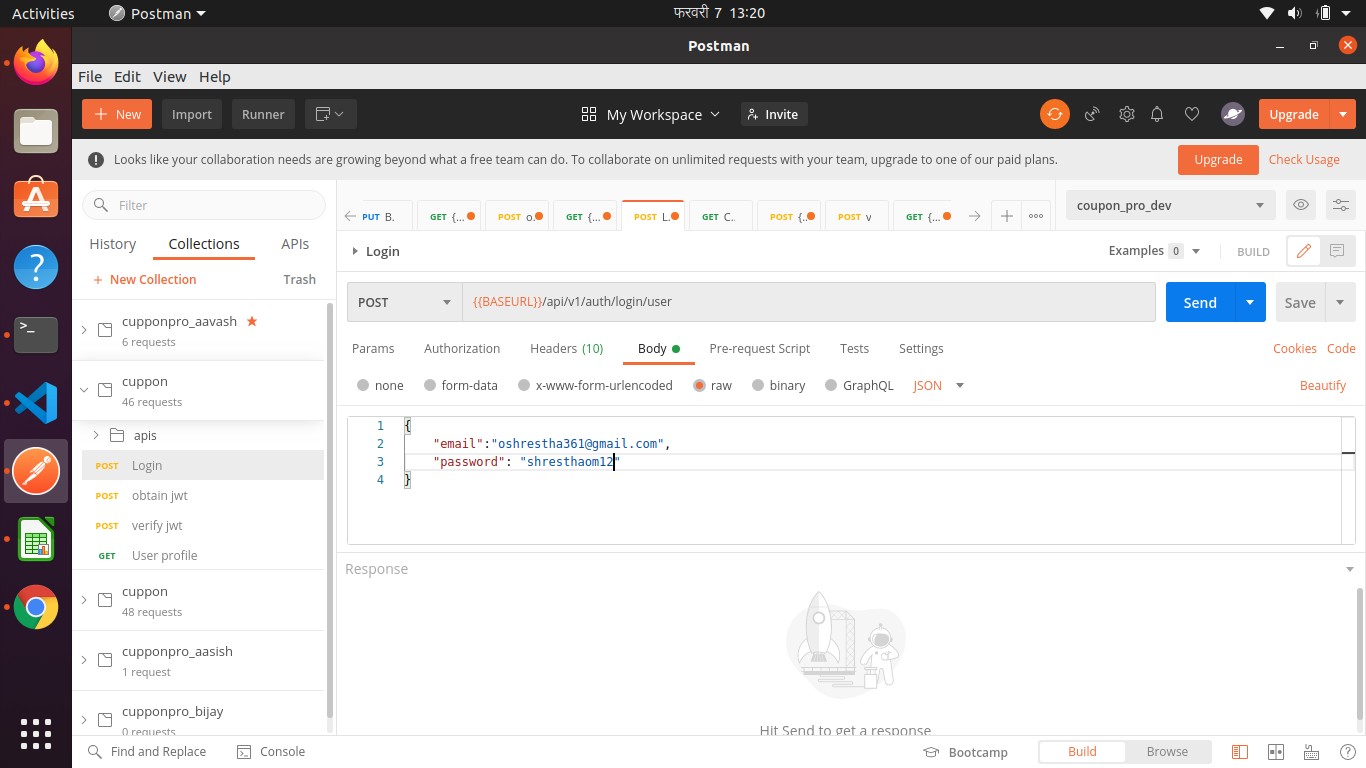 Activities Postman फरवरी 7 13:20
Postman
File Edit View Help
New Import Runner My Workspace Invite Upgrade
Looks like your collaboration needs are growing beyond what a free team can do. To collaborate on unlimited requests with your team, upgrade to one of our paid plans. Upgrade Check Usage
Filter
History Collections APIs
+ New Collection Trash
cupponpro_aavash
6 requests
cuppon
46 requests
apis
POST Login
POST obtain jwt
POST verify jwt
GET User profile
cuppon
48 requests
cupponpro_aasish
1 request
cupponpro_bijay
0 requests
PUT B. GET {... POST o. GET {... POST L. GET C.. POST {.. POST v GET {... coupon_pro_dev
Login Examples 0 BUILD
POST {{BASEURL}}/api/v1/auth/login/user Send Save
Params Authorization Headers (10) Body Pre-request Script Tests Settings Cookies Code
none form-data x-www-form-urlencoded raw binary GraphQL JSON Beautify
1 {
2 "email":"oshrestha361@gmail.com",
3 "password": "shresthaom12"
4 }
Response
Hit Send to get a response
Find and Replace Console Bootcamp Build Browse